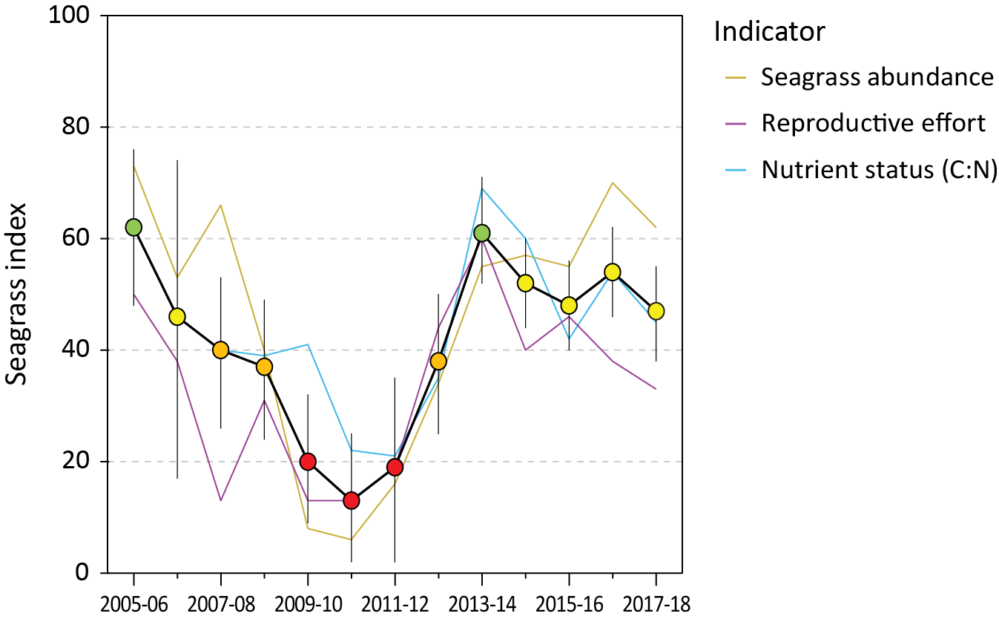 Seagrass index
100
80
60
40
20
0
2005-06 2007-08 2009-10 2011-12 2013-14 2015-16 2017-18
Indicator
Seagrass abundance
Reproductive effort
Nutrient status (C:N)